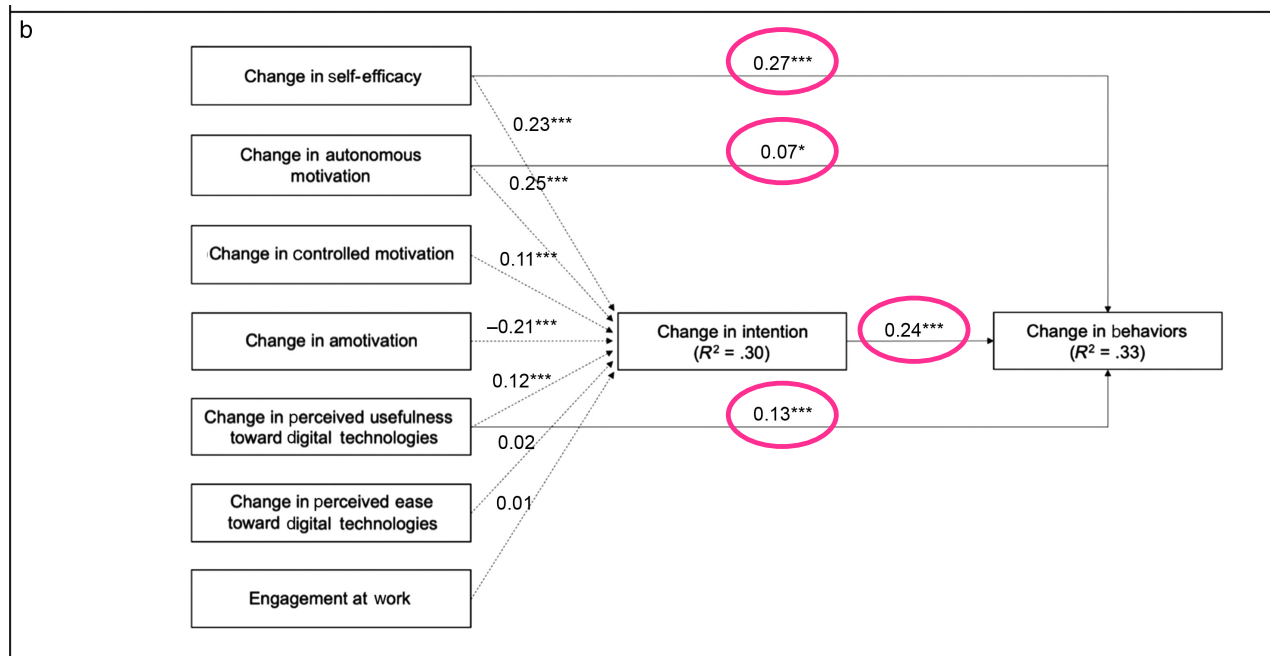 b
Change in self-efficacy
0.27***
0.23***
Change in autonomous
motivation
0.07*
0.25***
Change in controlled motivation
0.11***
Change in amotivation
–0.21***
Change in intention
(R² = .30)
0.24***
Change in behaviors
(R² = .33)
0.12***
Change in perceived usefulness
toward digital technologies
0.13***
0.02
Change in perceived ease
toward digital technologies
0.01
Engagement at work